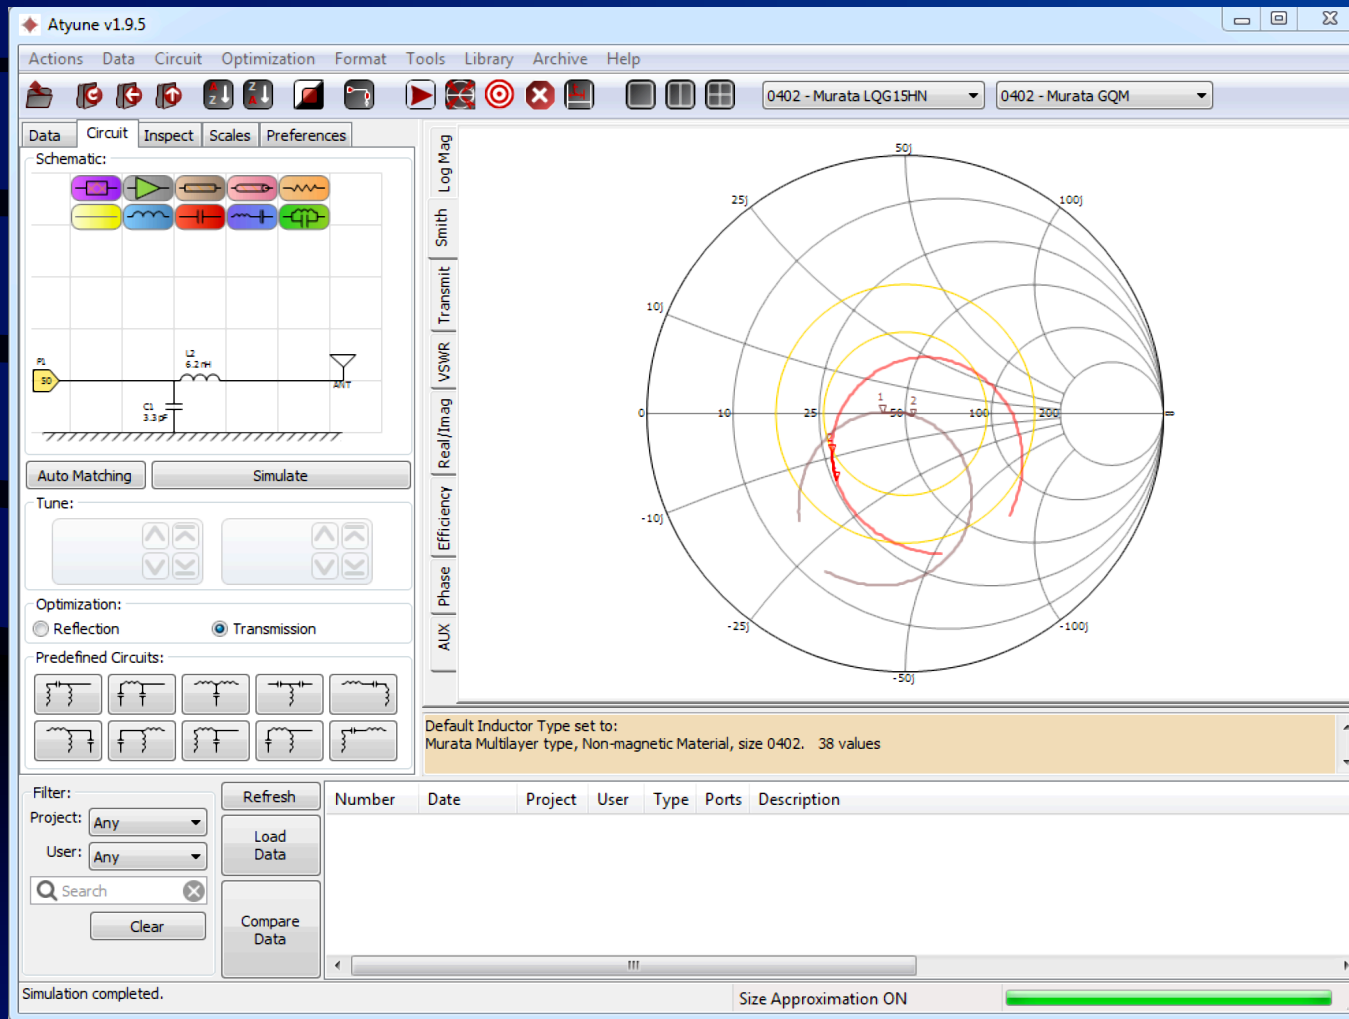 Atyune v1.9.5
Actions Data Circuit Optimization Format Tools Library Archive Help
0402 - Murata LQG15HN 0402 - Murata GQM
Data Circuit Inspect Scales Preferences
Schematic:
P1
50
L2
6.2nH
ANT
C1
3.3pF
Auto Matching Simulate
Tune:
Optimization:
Reflection Transmission
Predefined Circuits:
Log Mag
Smith
Transmit
VSWR
Real/Imag
Efficiency
Phase
AUX
50j
25j 100j
10j
1 2
0 10 25 50 100 200 ∞
-10j
-25j -100j
-50j
Default Inductor Type set to:
Murata Multilayer type, Non-magnetic Material, size 0402. 38 values
Filter:
Project: Any
User: Any
Search
Clear
Refresh
Load
Data
Compare
Data
Number Date Project User Type Ports Description
Simulation completed.
Size Approximation ON